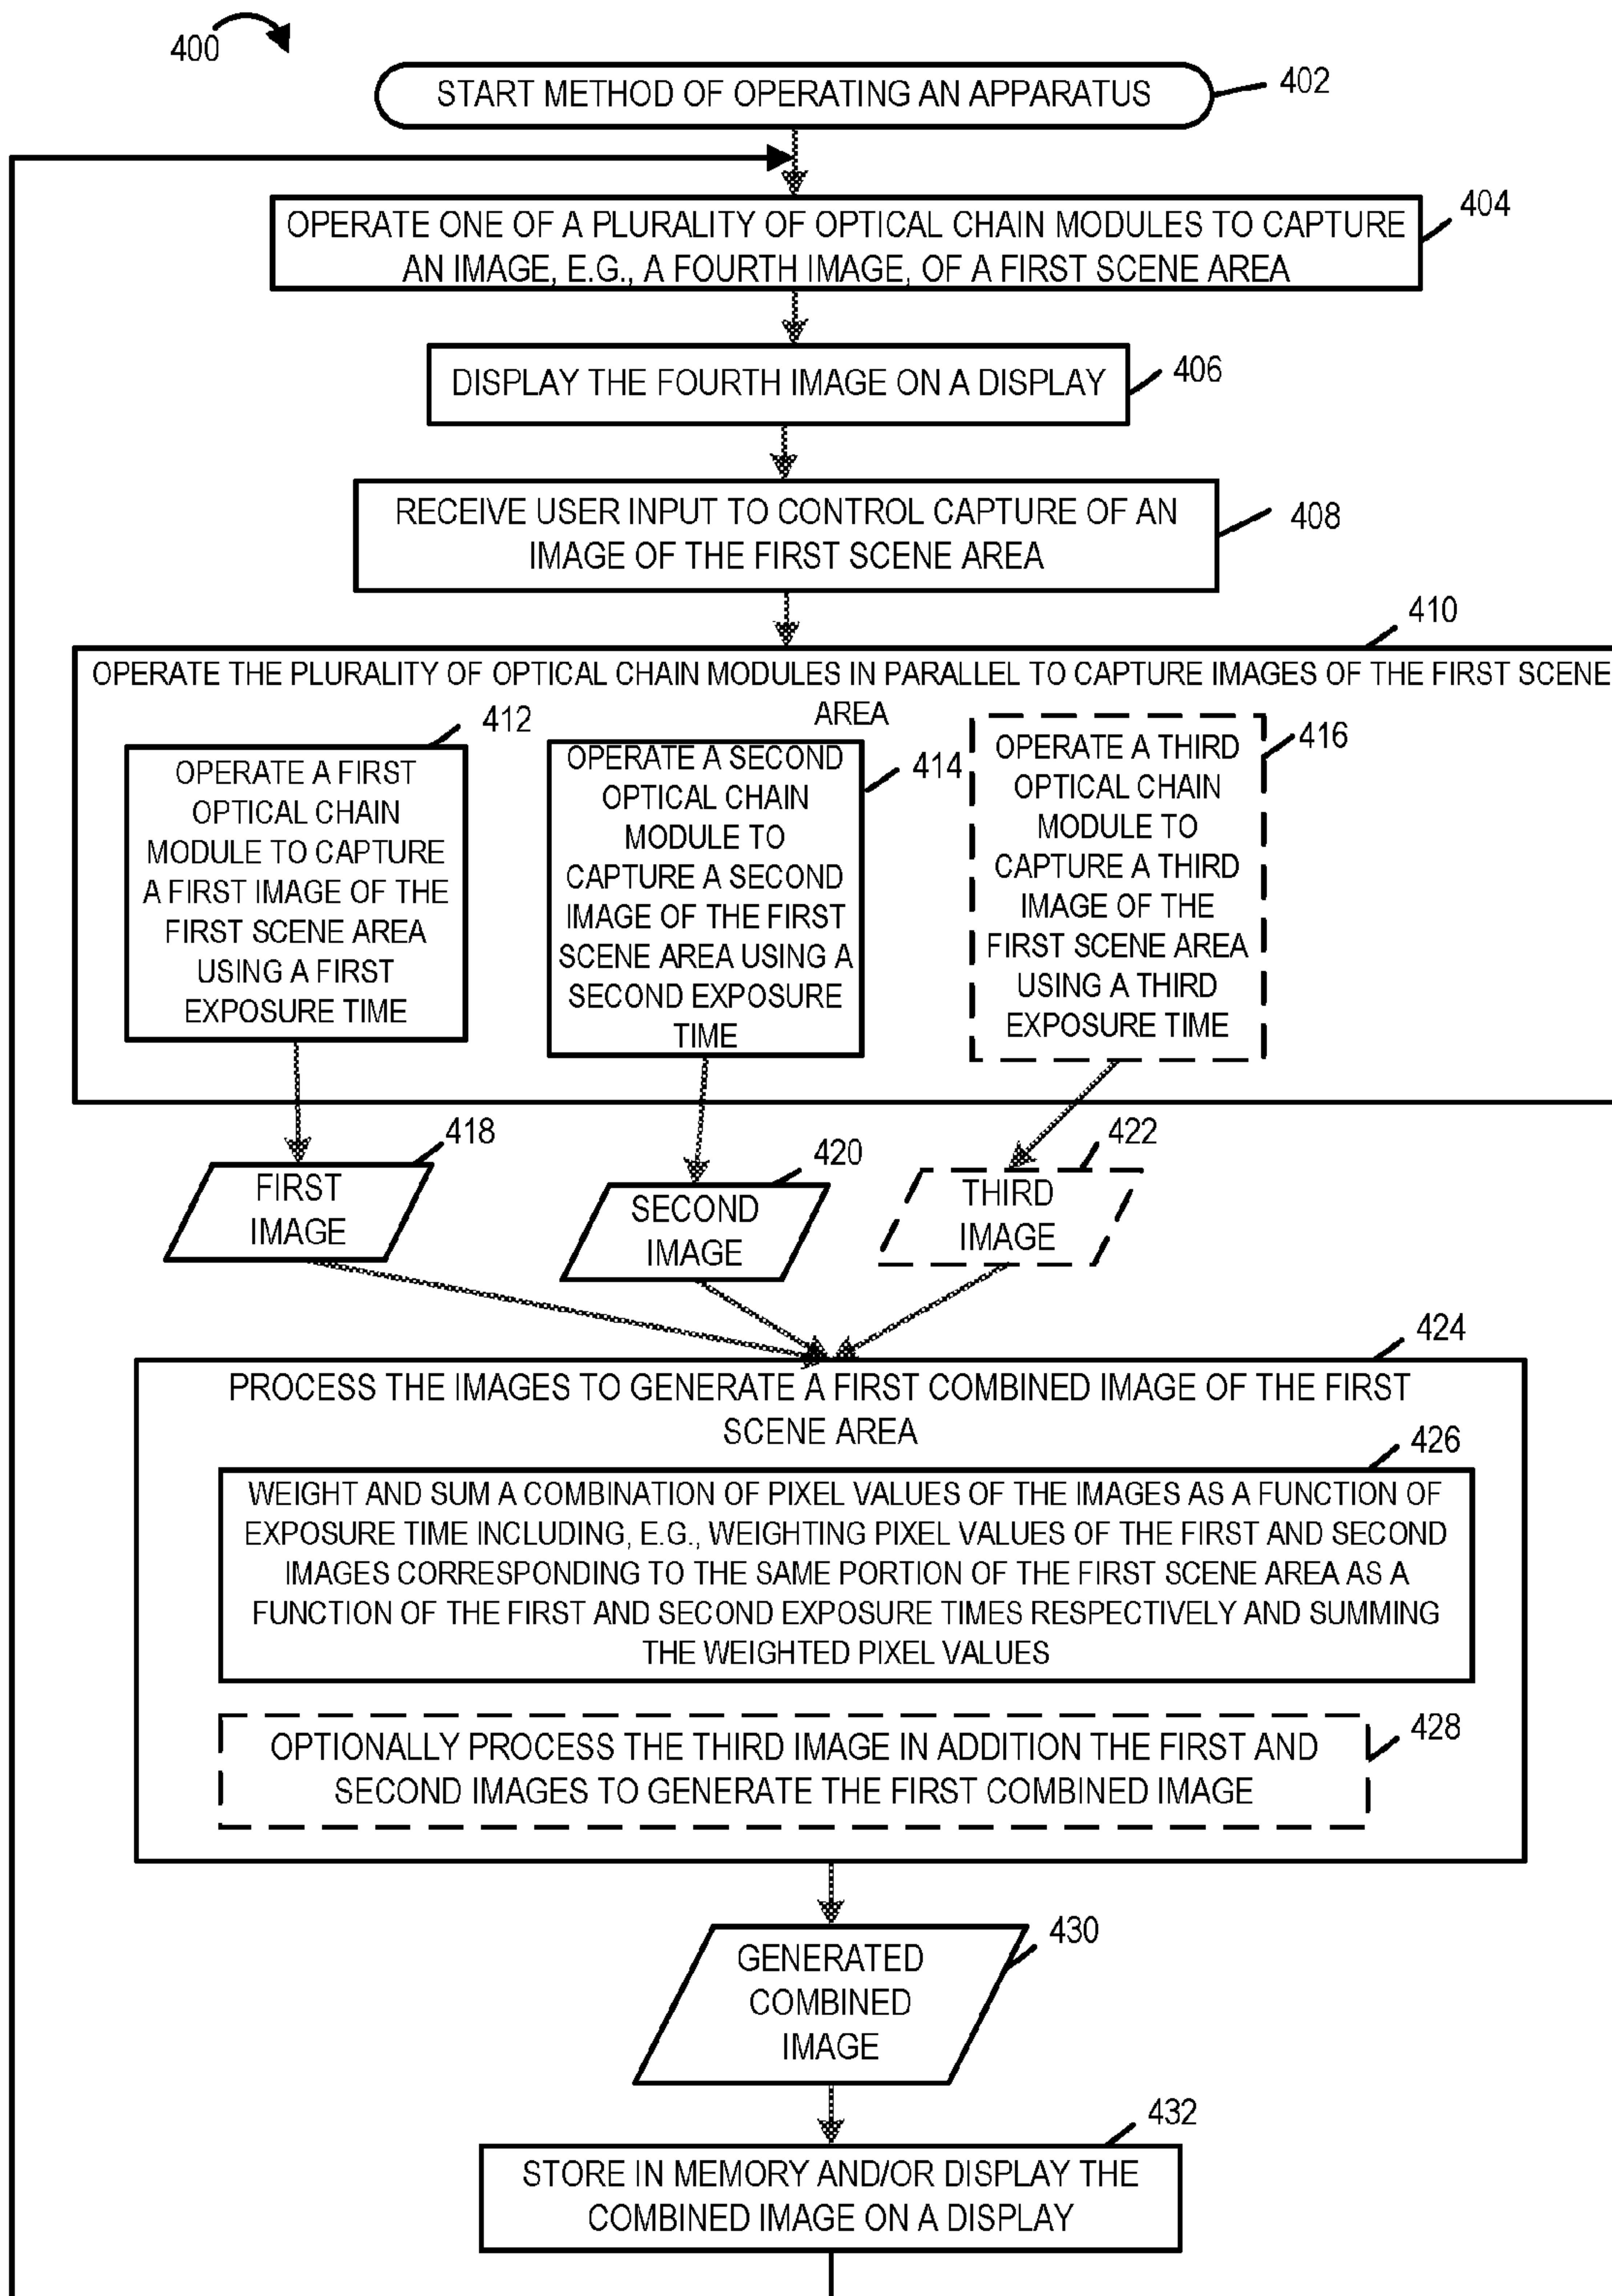 400
START METHOD OF OPERATING AN APPARATUS
402
OPERATE ONE OF A PLURALITY OF OPTICAL CHAIN MODULES TO CAPTURE
AN IMAGE, E.G., A FOURTH IMAGE, OF A FIRST SCENE AREA
404
DISPLAY THE FOURTH IMAGE ON A DISPLAY
406
RECEIVE USER INPUT TO CONTROL CAPTURE OF AN
IMAGE OF THE FIRST SCENE AREA
408
410
OPERATE THE PLURALITY OF OPTICAL CHAIN MODULES IN PARALLEL TO CAPTURE IMAGES OF THE FIRST SCENE
AREA
412
OPERATE A FIRST
OPTICAL CHAIN
MODULE TO CAPTURE
A FIRST IMAGE OF THE
FIRST SCENE AREA
USING A FIRST
EXPOSURE TIME
414
OPERATE A SECOND
OPTICAL CHAIN
MODULE TO
CAPTURE A SECOND
IMAGE OF THE FIRST
SCENE AREA USING A
SECOND EXPOSURE
TIME
416
OPERATE A THIRD
OPTICAL CHAIN
MODULE TO
CAPTURE A THIRD
IMAGE OF THE
FIRST SCENE AREA
USING A THIRD
EXPOSURE TIME
418
FIRST
IMAGE
420
SECOND
IMAGE
422
THIRD
IMAGE
424
PROCESS THE IMAGES TO GENERATE A FIRST COMBINED IMAGE OF THE FIRST
SCENE AREA
426
WEIGHT AND SUM A COMBINATION OF PIXEL VALUES OF THE IMAGES AS A FUNCTION OF
EXPOSURE TIME INCLUDING, E.G., WEIGHTING PIXEL VALUES OF THE FIRST AND SECOND
IMAGES CORRESPONDING TO THE SAME PORTION OF THE FIRST SCENE AREA AS A
FUNCTION OF THE FIRST AND SECOND EXPOSURE TIMES RESPECTIVELY AND SUMMING
THE WEIGHTED PIXEL VALUES
428
OPTIONALLY PROCESS THE THIRD IMAGE IN ADDITION THE FIRST AND
SECOND IMAGES TO GENERATE THE FIRST COMBINED IMAGE
430
GENERATED
COMBINED
IMAGE
432
STORE IN MEMORY AND/OR DISPLAY THE
COMBINED IMAGE ON A DISPLAY